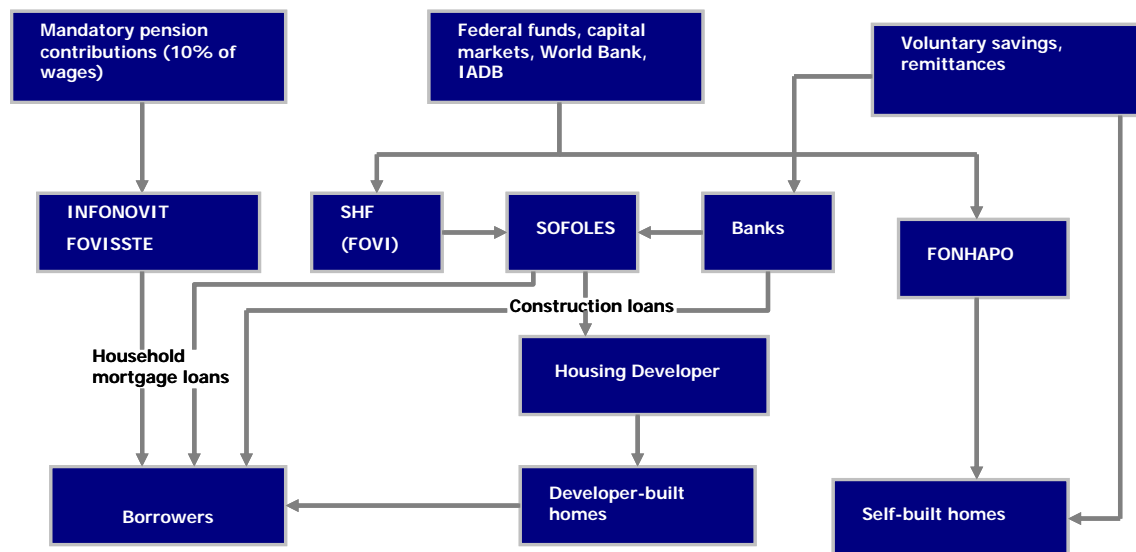 Mandatory pension
contributions (10% of
wages)
Federal funds, capital
markets, World Bank,
IADB
Voluntary savings,
remittances
INFONOVIT
FOVISSTE
SHF
(FOVI)
SOFOLES
Banks
FONHAPO
Construction loans
Household
mortgage loans
Housing Developer
Borrowers
Developer-built
homes
Self-built homes